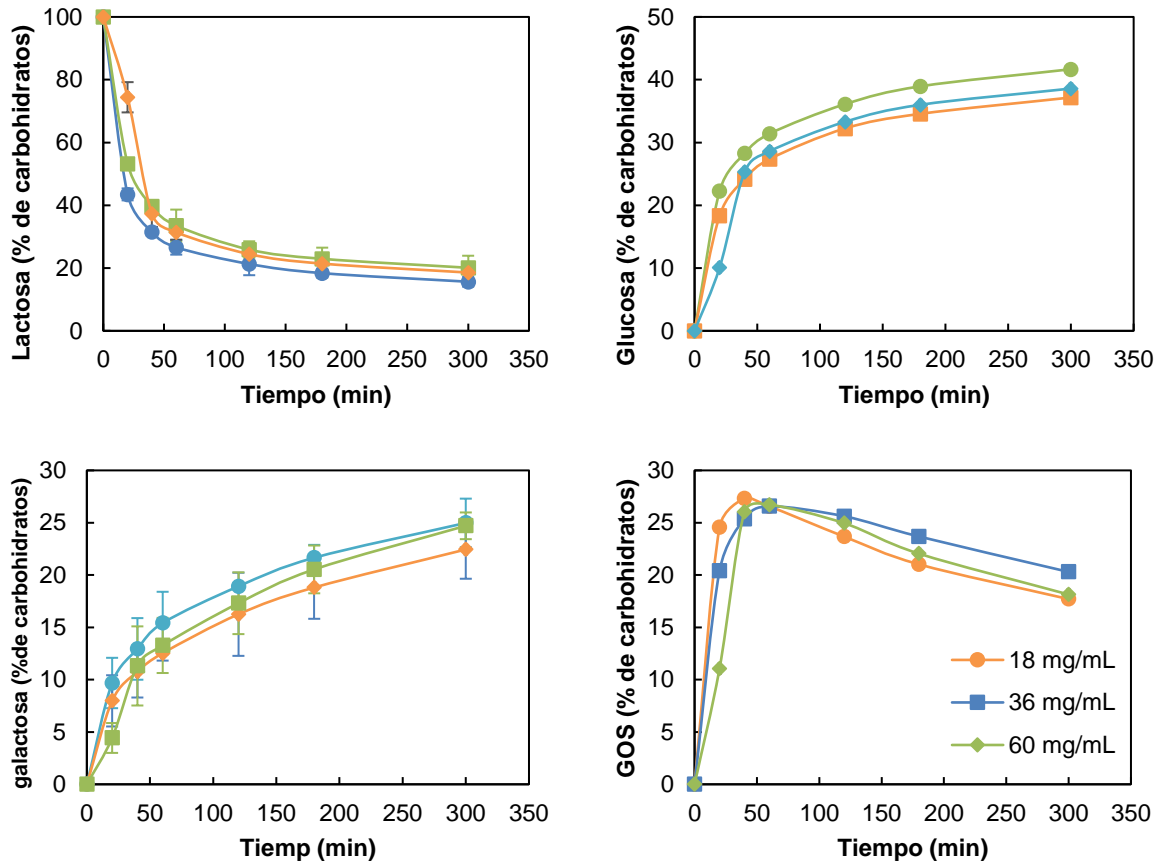 Lactosa (% de carbohidratos)
100
80
60
40
20
0
0 50 100 150 200 250 300 350
Tiempo (min)
Glucosa (% de carbohidratos)
50
40
30
20
10
0
0 50 100 150 200 250 300 350
Tiempo (min)
galactosa (%de carbohidratos)
30
25
20
15
10
5
0
0 50 100 150 200 250 300 350
Tiemp (min)
GOS (% de carbohidratos)
30
25
20
15
10
5
0
0 50 100 150 200 250 300 350
Tiempo (min)
18 mg/mL
36 mg/mL
60 mg/mL